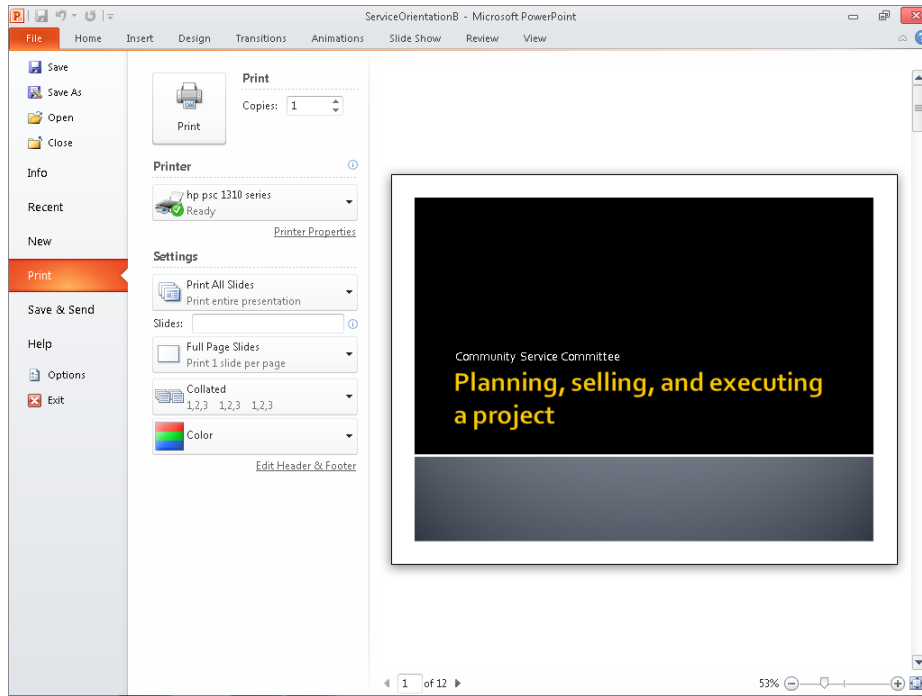 ServiceOrientationB - Microsoft PowerPoint
File Home Insert Design Transitions Animations Slide Show Review View
Save
Save As
Open
Close
Info
Recent
New
Print
Save & Send
Help
Options
Exit
Print
Print
Copies: 1
Printer
hp psc 1310 series
Ready
Printer Properties
Settings
Print All Slides
Print entire presentation
Slides:
Full Page Slides
Print 1 slide per page
Collated
1,2,3 1,2,3 1,2,3
Color
Edit Header & Footer
Community Service Committee
Planning, selling, and executing
a project
1 of 12
53%